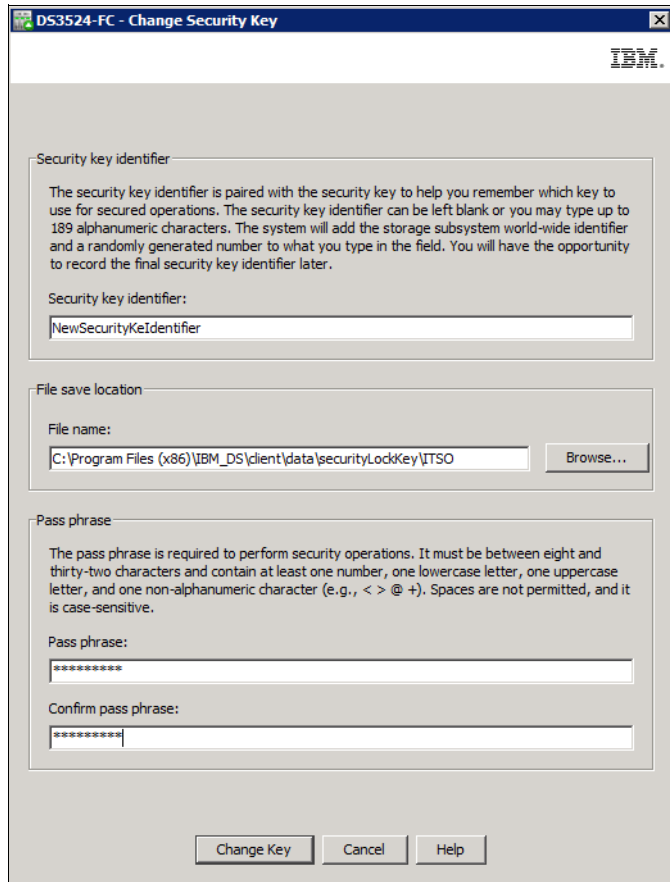 DS3524-FC - Change Security Key
IBM.
Security key identifier
The security key identifier is paired with the security key to help you remember which key to
use for secured operations. The security key identifier can be left blank or you may type up to
189 alphanumeric characters. The system will add the storage subsystem world-wide identifier
and a randomly generated number to what you type in the field. You will have the opportunity
to record the final security key identifier later.
Security key identifier:
NewSecurityKeIdentifier
File save location
File name:
C:\Program Files (x86)\IBM_DS\client\data\securityLockKey\ITSO
Browse...
Pass phrase
The pass phrase is required to perform security operations. It must be between eight and
thirty-two characters and contain at least one number, one lowercase letter, one uppercase
letter, and one non-alphanumeric character (e.g., < > @ +). Spaces are not permitted, and it
is case-sensitive.
Pass phrase:
*********
Confirm pass phrase:
*********
Change Key Cancel Help